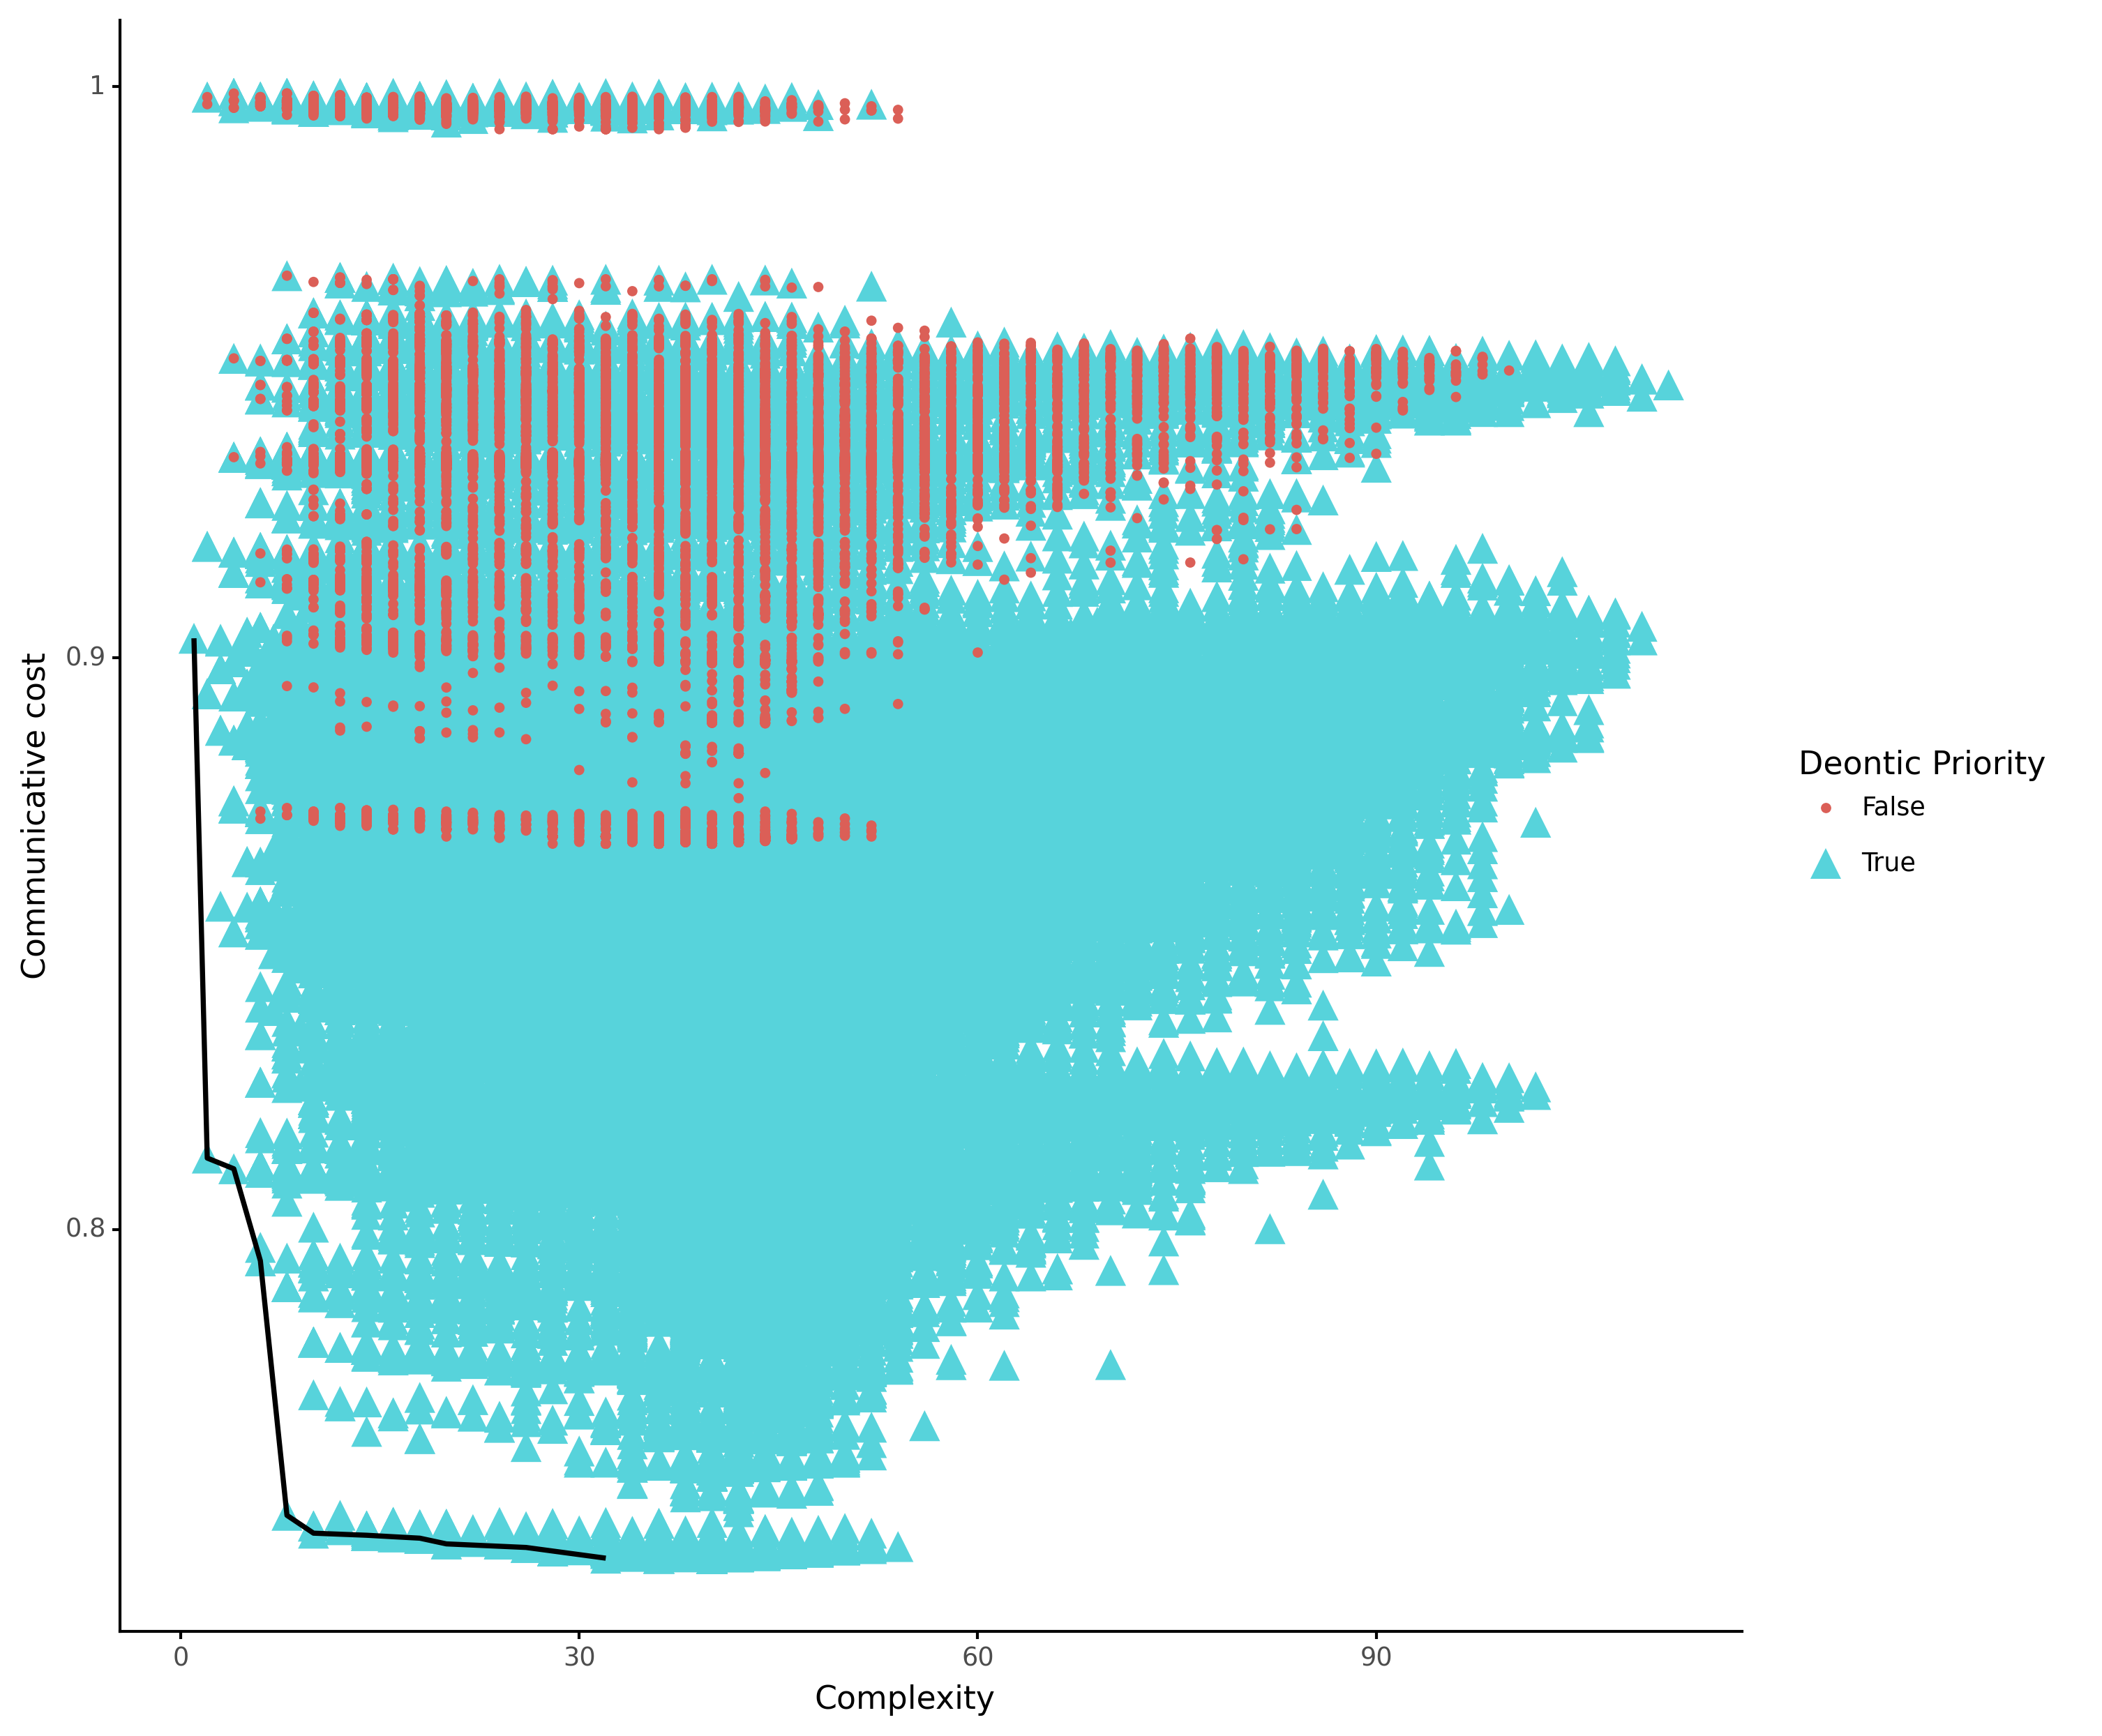 1
0.9
0.8
Communicative cost
0
30
60
90
Complexity
Deontic Priority
False
True